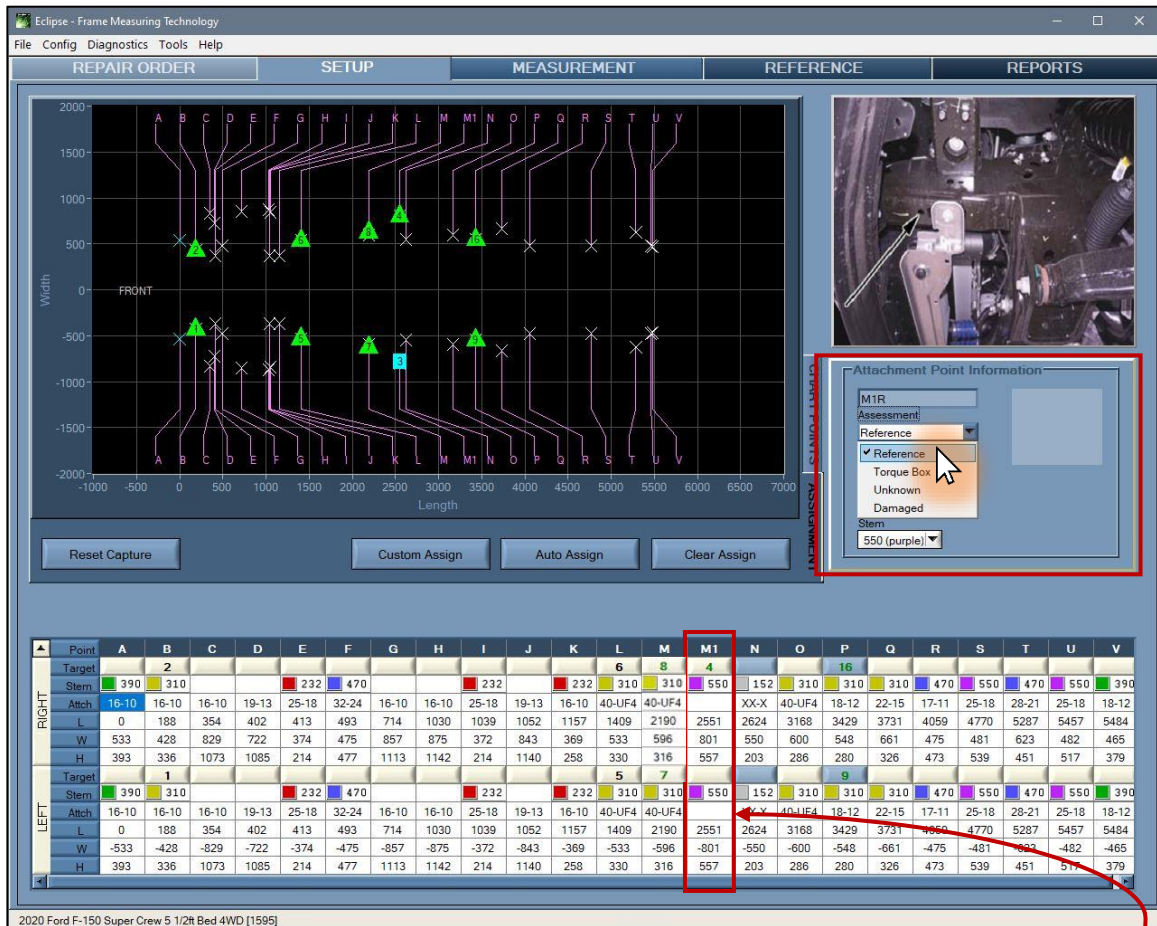 Eclipse - Frame Measuring Technology
File Config Diagnostics Tools Help
REPAIR ORDER SETUP MEASUREMENT REFERENCE REPORTS
2000
A B C D E F G H I J K L M M1 N O P Q R S T U V
1500
1000
4
8
500 2 6 16
Width
0 FRONT
1
-500 5 7 9
3
-1000
-1500
A B C D E F G H I J K L M M1 N O P Q R S T U V
-2000
-1000 -500 0 500 1000 1500 2000 2500 3000 3500 4000 4500 5000 5500 6000 6500 7000
Length
CHART POINTS
ASSIGNMENT
Attachment Point Information
M1R
Assessment
Reference
Reference
Torque Box
Unknown
Damaged
Stem
550 (purple)
Reset Capture Custom Assign Auto Assign Clear Assign
Point A B C D E F G H I J K L M M1 N O P Q R S T U V
RIGHT
Target 2 6 8 4 16
Stem 390 310 232 470 232 232 310 310 550 152 310 310 310 470 550 470 550 390
Attch 16-10 16-10 16-10 19-13 25-18 32-24 16-10 16-10 25-18 19-13 16-10 40-UF4 40-UF4 XX-X 40-UF4 18-12 22-15 17-11 25-18 28-21 25-18 18-12
L 0 188 354 402 413 493 714 1030 1039 1052 1157 1409 2190 2551 2624 3168 3429 3731 4059 4770 5287 5457 5484
W 533 428 829 722 374 475 857 875 372 843 369 533 596 801 550 600 548 661 475 481 623 482 465
H 393 336 1073 1085 214 477 1113 1142 214 1140 258 330 316 557 203 286 280 326 473 539 451 517 379
LEFT
Target 1 5 7 9
Stem 390 310 232 470 232 232 310 310 550 152 310 310 310 470 550 470 550 390
Attch 16-10 16-10 16-10 19-13 25-18 32-24 16-10 16-10 25-18 19-13 16-10 40-UF4 40-UF4 XX-X 40-UF4 18-12 22-15 17-11 25-18 28-21 25-18 18-12
L 0 188 354 402 413 493 714 1030 1039 1052 1157 1409 2190 2551 2624 3168 3429 3731 4059 4770 5287 5457 5484
W -533 -428 -829 -722 -374 -475 -857 -875 -372 -843 -369 -533 -596 -801 -550 -600 -548 -661 -475 -481 -623 -482 -465
H 393 336 1073 1085 214 477 1113 1142 214 1140 258 330 316 557 203 286 280 326 473 539 451 517 379
2020 Ford F-150 Super Crew 5 1/2ft Bed 4WD [1595]